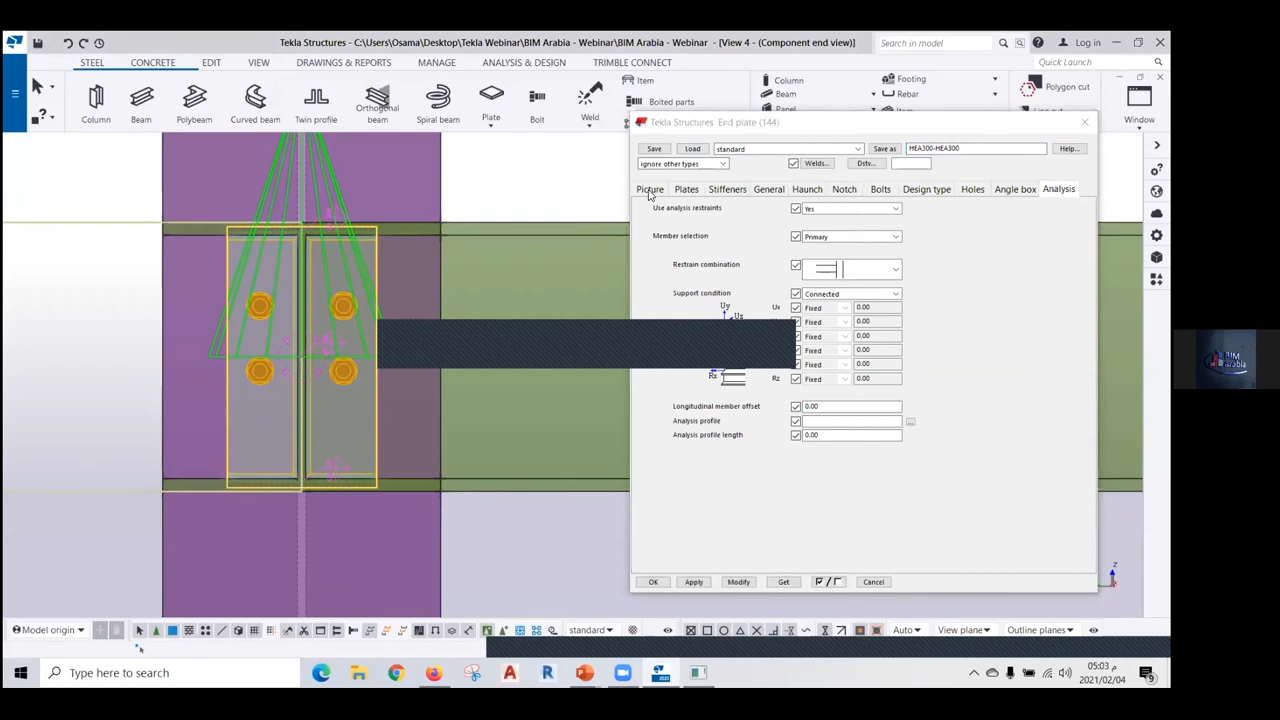 Tekla Structures - C:\Users\Osama\Desktop\Tekla Webinar\BIM Arabia - Webinar\BIM Arabia - Webinar - [View 4 - (Component end view)]
Search in model
Log in
STEEL
CONCRETE
EDIT
VIEW
DRAWINGS & REPORTS
MANAGE
ANALYSIS & DESIGN
TRIMBLE CONNECT
Quick Launch
Column
Beam
Polybeam
Curved beam
Twin profile
Orthogonal
beam
Spiral beam
Plate
Bolt
Weld
Item
Bolted parts
Column
Beam
Footing
Rebar
Polygon cut
Window
Tekla Structures End plate (144)
Save
Load
standard
Save as
HEA300-HEA300
Help...
ignore other types
Welds...
Dstv...
Picture
Plates
Stiffeners
General
Haunch
Notch
Bolts
Design type
Holes
Angle box
Analysis
Use analysis restraints
Yes
Member selection
Primary
Restrain combination
Support condition
Connected
Uy
Uz
Ux
Fixed
0.00
Fixed
0.00
Fixed
0.00
Fixed
0.00
Fixed
0.00
Rx
Rz
Fixed
0.00
Longitudinal member offset
0.00
Analysis profile
Analysis profile length
0.00
OK
Apply
Modify
Get
Cancel
BIM
arabia
Z
Model origin
standard
Auto
View plane
Outline planes
Type here to search
05:03 م
2021/02/04
9